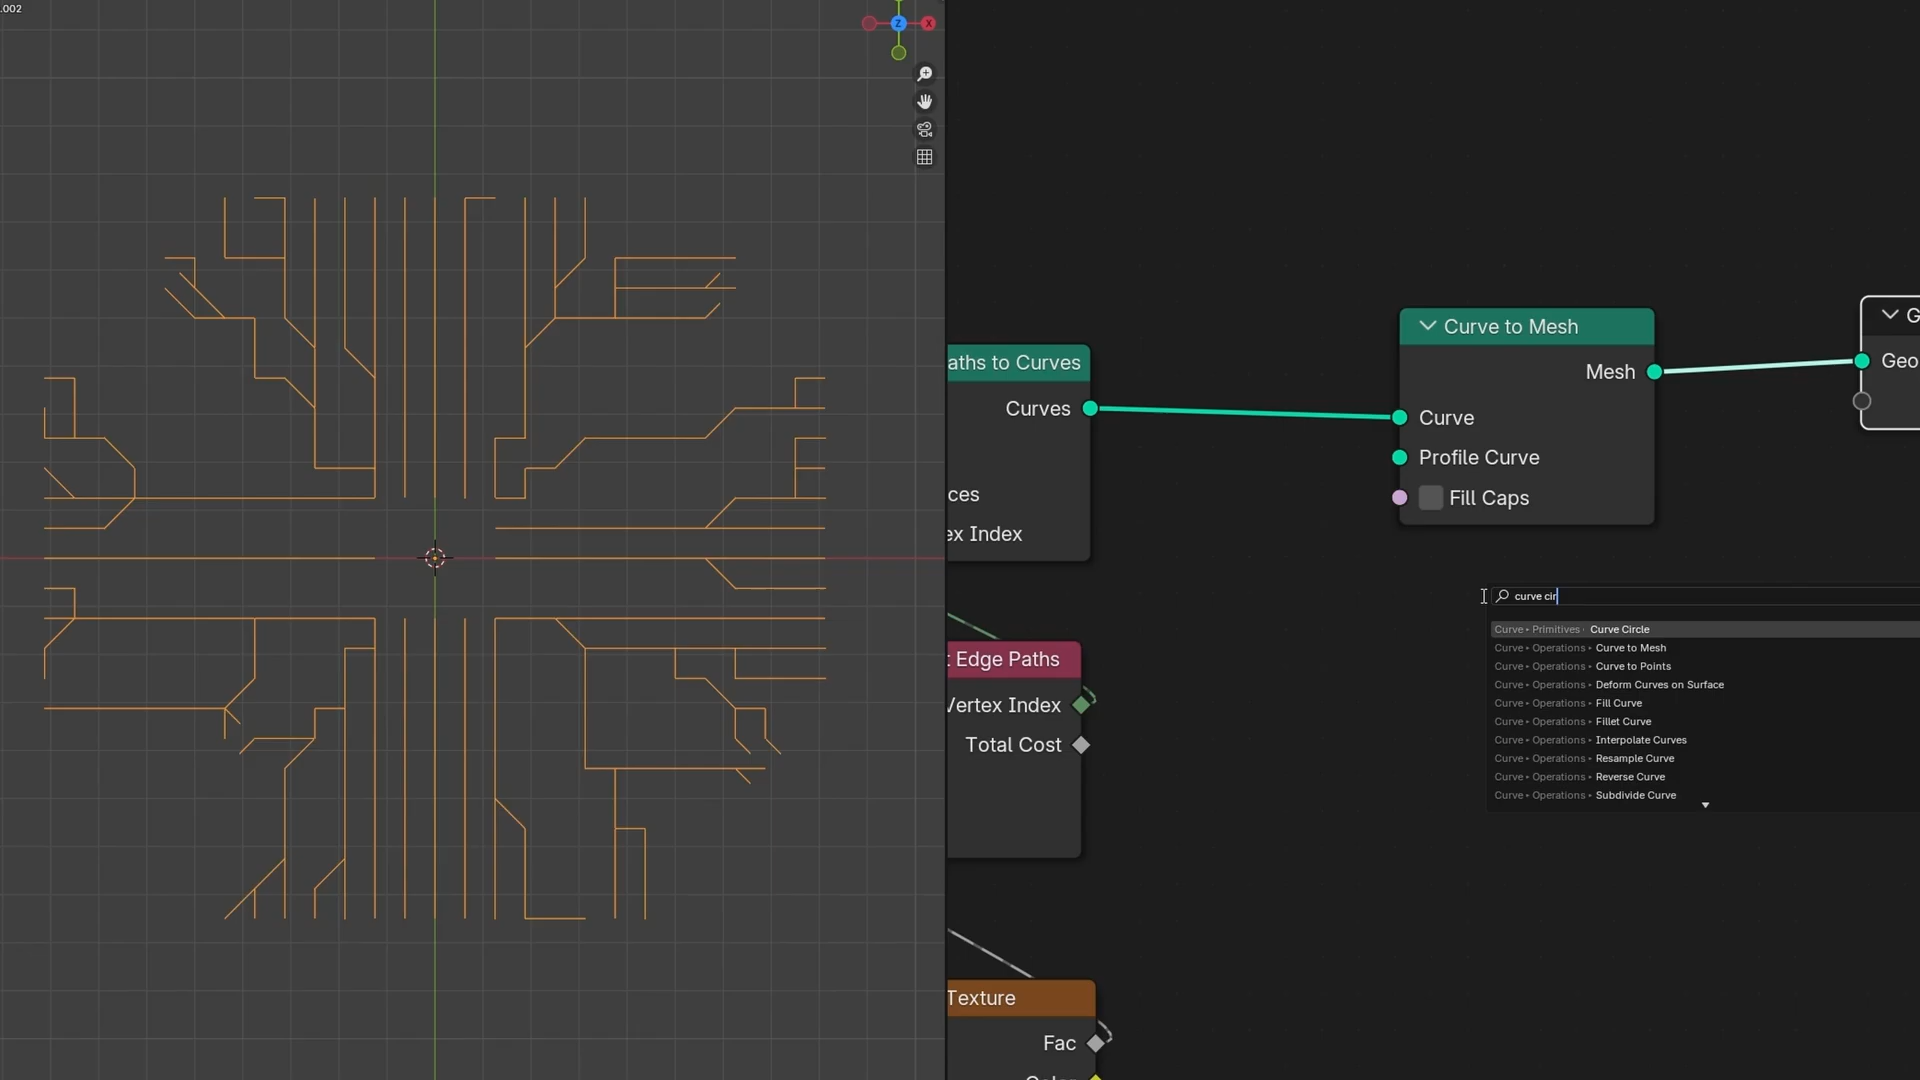 .002
Z
X
aths to Curves
Curves
ces
ex Index
Curve to Mesh
Mesh
Curve
Profile Curve
Fill Caps
G
Geo
curve cir
Curve ▸ Primitives ▸ Curve Circle
Curve ▸ Operations ▸ Curve to Mesh
Curve ▸ Operations ▸ Curve to Points
Curve ▸ Operations ▸ Deform Curves on Surface
Curve ▸ Operations ▸ Fill Curve
Curve ▸ Operations ▸ Fillet Curve
Curve ▸ Operations ▸ Interpolate Curves
Curve ▸ Operations ▸ Resample Curve
Curve ▸ Operations ▸ Reverse Curve
Curve ▸ Operations ▸ Subdivide Curve
t Edge Paths
Vertex Index
Total Cost
Texture
Fac
Color